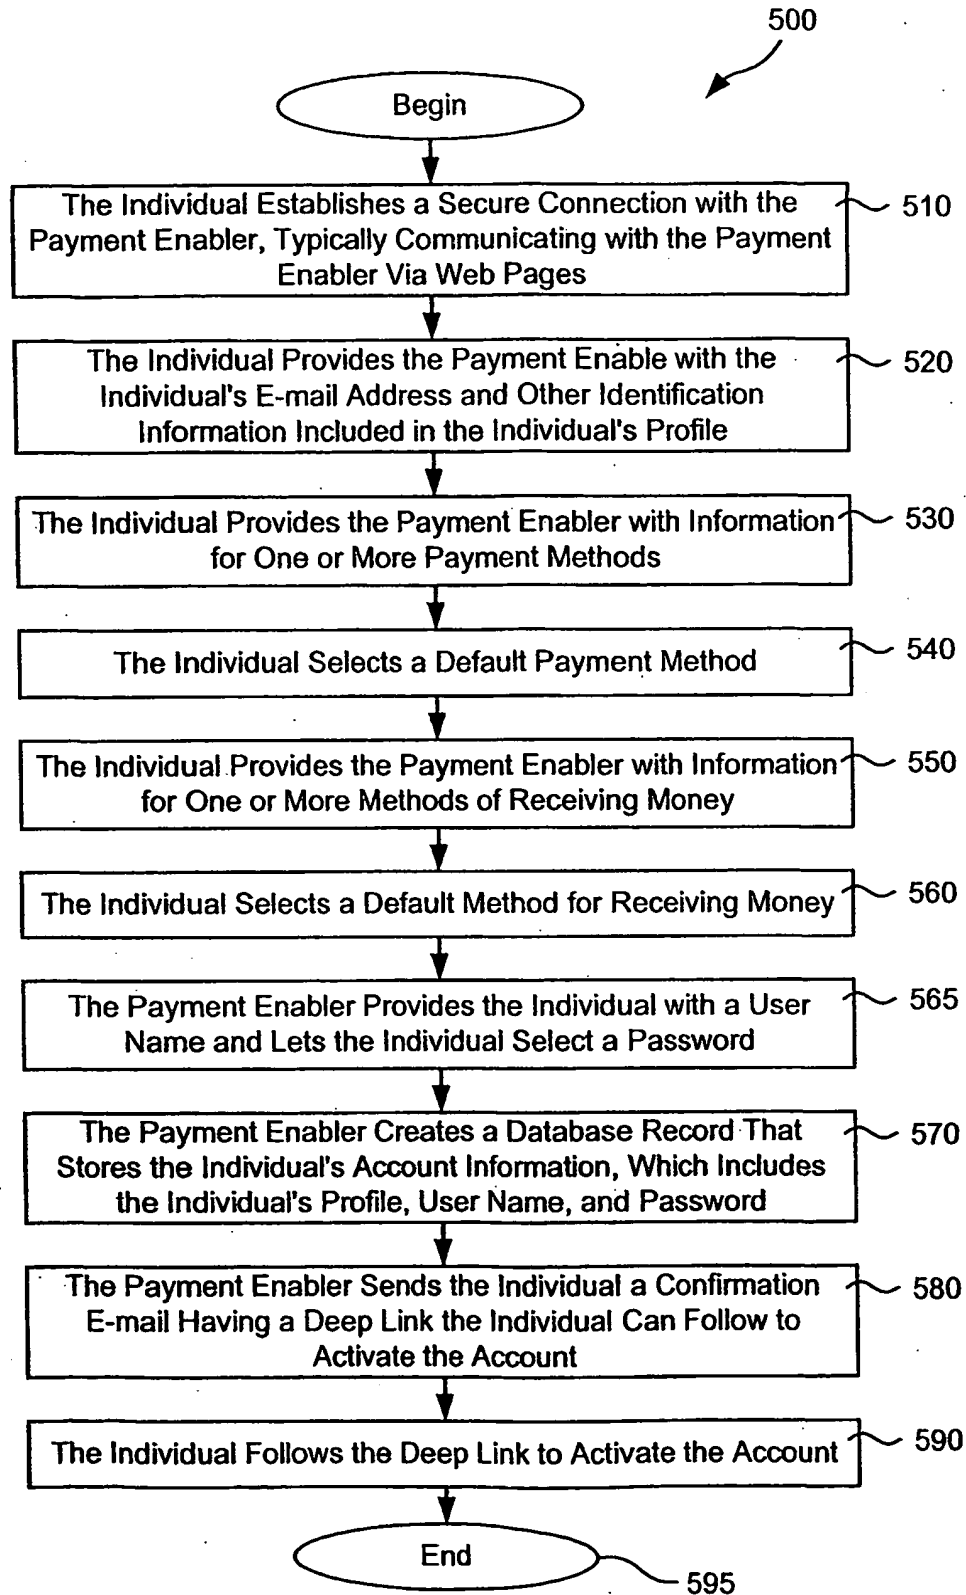 500
Begin
The Individual Establishes a Secure Connection with the
Payment Enabler, Typically Communicating with the Payment
Enabler Via Web Pages
510
The Individual Provides the Payment Enable with the
Individual's E-mail Address and Other Identification
Information Included in the Individual's Profile
520
The Individual Provides the Payment Enabler with Information
for One or More Payment Methods
530
The Individual Selects a Default Payment Method
540
The Individual Provides the Payment Enabler with Information
for One or More Methods of Receiving Money
550
The Individual Selects a Default Method for Receiving Money
560
The Payment Enabler Provides the Individual with a User
Name and Lets the Individual Select a Password
565
The Payment Enabler Creates a Database Record That
Stores the Individual's Account Information, Which Includes
the Individual's Profile, User Name, and Password
570
The Payment Enabler Sends the Individual a Confirmation
E-mail Having a Deep Link the Individual Can Follow to
Activate the Account
580
The Individual Follows the Deep Link to Activate the Account
590
End
595